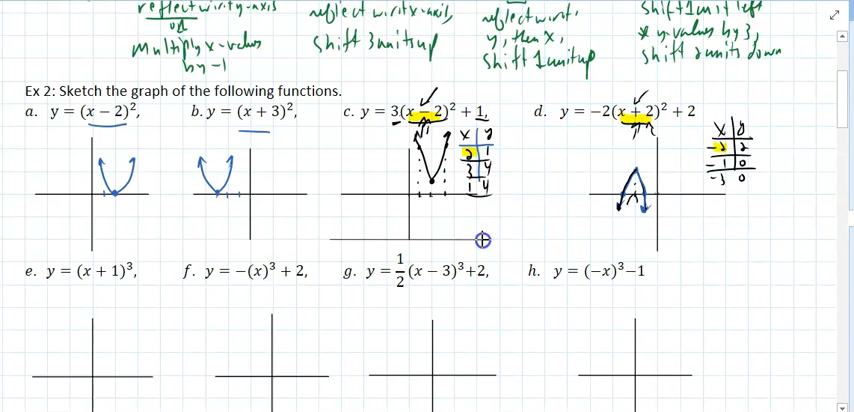 reflect w.r.t y-axis
or
multiply x-values
by -1
reflect w.r.t x-axis,
shift 3 units up
reflect w.r.t.
y, then x,
shift 1 unit up
shift 1 unit left
x y-values by 3,
shift 2 units down
Ex 2: Sketch the graph of the following functions.
a. y = (x − 2)²,
b. y = (x + 3)²,
c. y = 3(x − 2)² + 1,
d. y = −2(x + 2)² + 2
x y
2 1
3 4
1 4
x y
-2 2
-1 0
-3 0
e. y = (x + 1)³,
f. y = −(x)³ + 2,
g. y = 1/2 (x − 3)³+2,
h. y = (−x)³−1